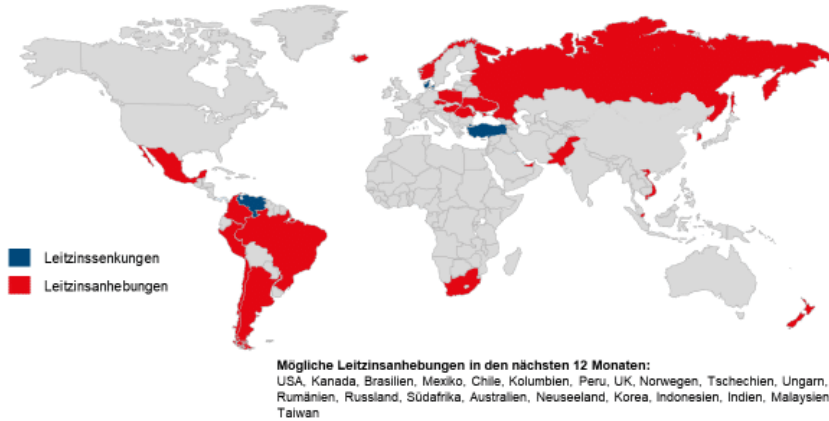 Leitzinssenkungen
Leitzinsanhebungen
Mögliche Leitzinsanhebungen in den nächsten 12 Monaten:
USA, Kanada, Brasilien, Mexiko, Chile, Kolumbien, Peru, UK, Norwegen, Tschechien, Ungarn,
Rumänien, Russland, Südafrika, Australien, Neuseeland, Korea, Indonesien, Indien, Malaysien
Taiwan